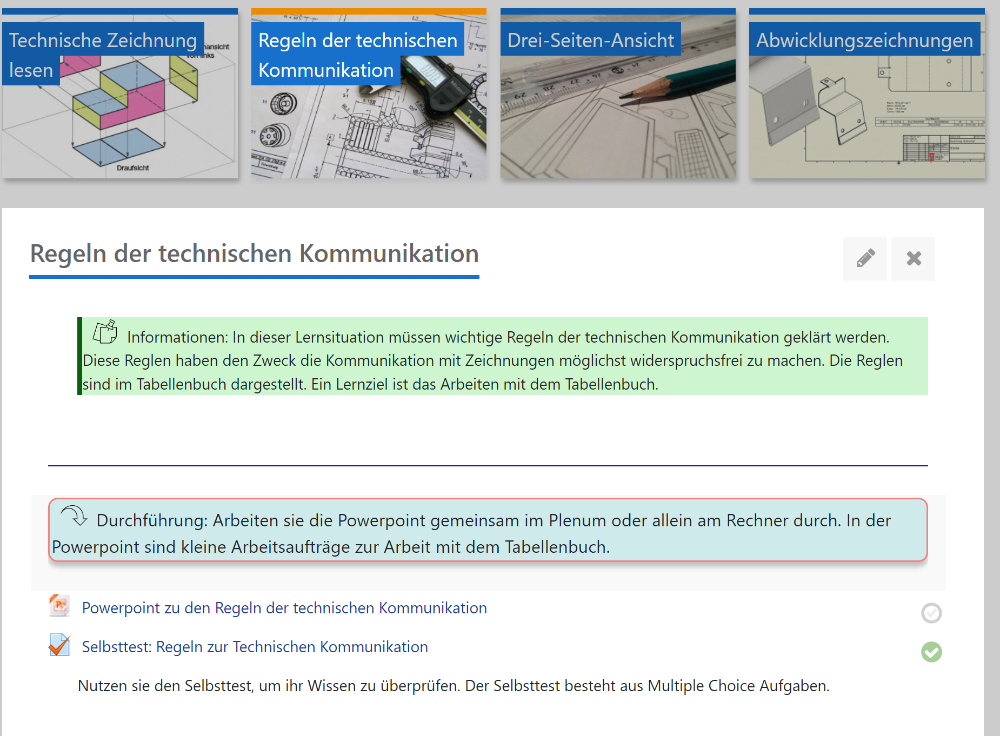 Technische Zeichnung
lesen
nansicht
von links
Draufsicht
Regeln der technischen
Kommunikation
Drei-Seiten-Ansicht
Abwicklungszeichnungen
Regeln der technischen Kommunikation
Informationen: In dieser Lernsituation müssen wichtige Regeln der technischen Kommunikation geklärt werden.
Diese Reglen haben den Zweck die Kommunikation mit Zeichnungen möglichst widerspruchsfrei zu machen. Die Reglen
sind im Tabellenbuch dargestellt. Ein Lernziel ist das Arbeiten mit dem Tabellenbuch.
Durchführung: Arbeiten sie die Powerpoint gemeinsam im Plenum oder allein am Rechner durch. In der
Powerpoint sind kleine Arbeitsaufträge zur Arbeit mit dem Tabellenbuch.
Powerpoint zu den Regeln der technischen Kommunikation
Selbsttest: Regeln zur Technischen Kommunikation
Nutzen sie den Selbsttest, um ihr Wissen zu überprüfen. Der Selbsttest besteht aus Multiple Choice Aufgaben.